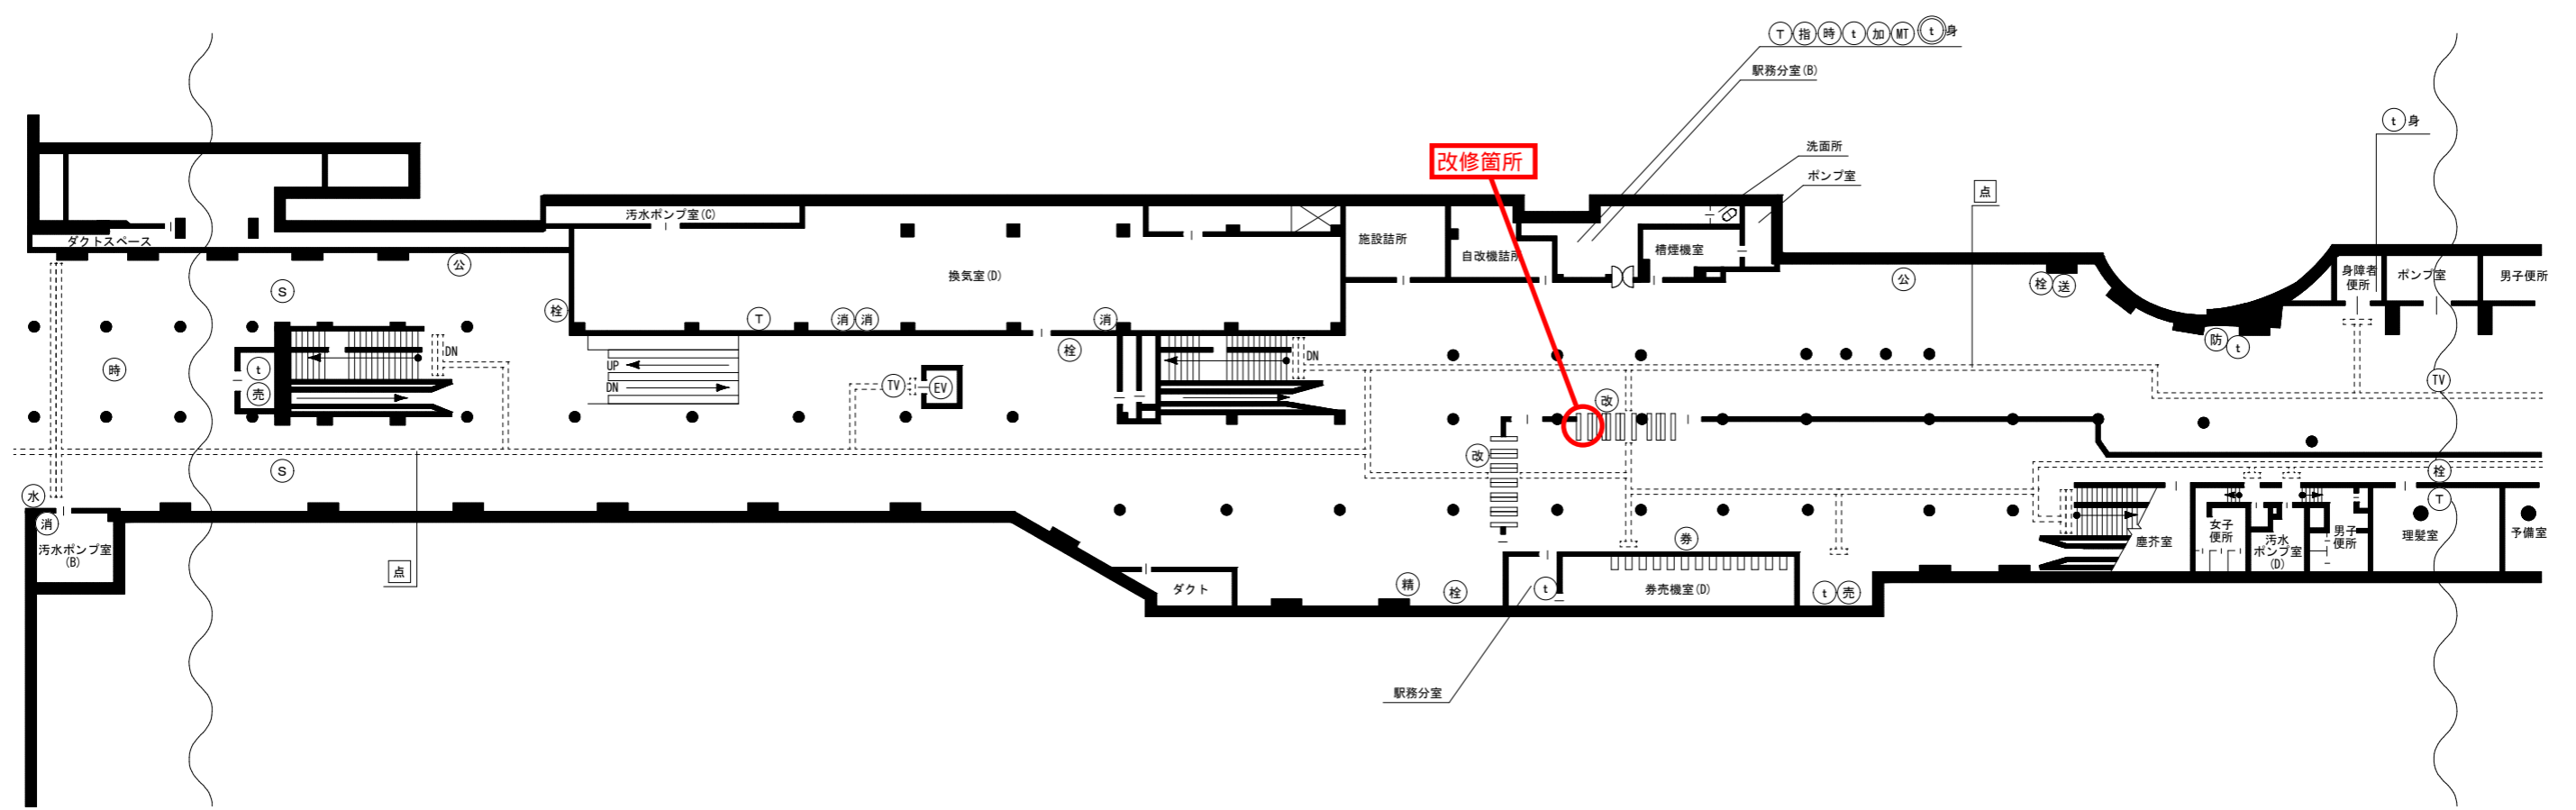 T 指 時 t 加 MT t 身
駅務分室(B)
t 身
改修箇所
洗面所
ポンプ室
点
汚水ポンプ室(C)
ダクトスペース
施設詰所
自改機詰所
槽煙機室
換気室(D)
身障者
便所
ポンプ室
男子便所
公
S
公
栓 送
栓
T
消 消
消
時
DN
栓
DN
防 t
t
売
UP
DN
TV
EV
TV
改
改
S
栓
水
消
T
汚水ポンプ室
(B)
点
券
塵芥室
女子
便所
汚水
ポンプ室
(D)
男子
便所
理髪室
予備室
ダクト
精
栓
t
券売機室(D)
t 売
駅務分室